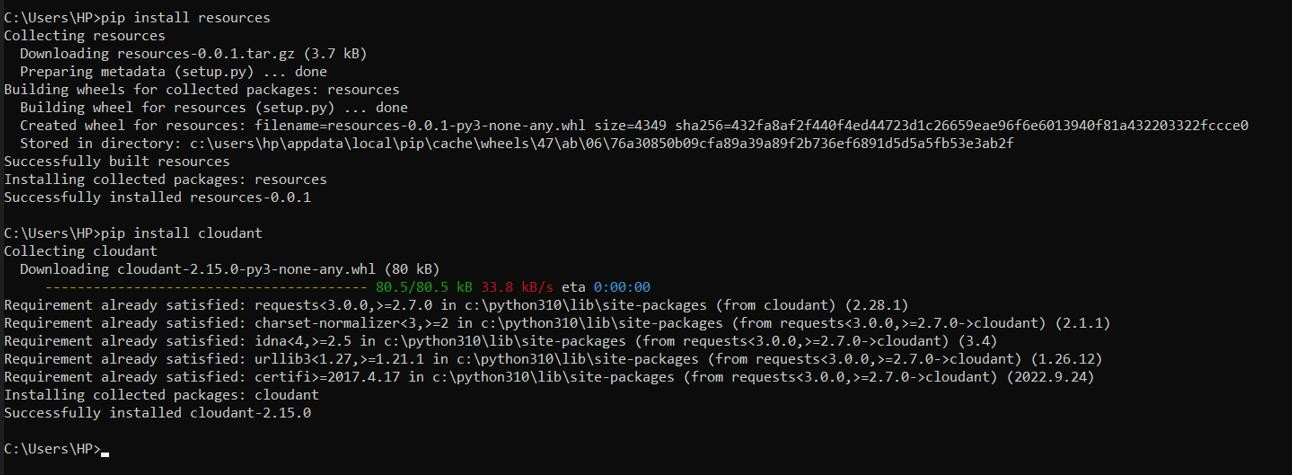 C:\Users\HP>pip install resources
Collecting resources
  Downloading resources-0.0.1.tar.gz (3.7 kB)
  Preparing metadata (setup.py) ... done
Building wheels for collected packages: resources
  Building wheel for resources (setup.py) ... done
  Created wheel for resources: filename=resources-0.0.1-py3-none-any.whl size=4349 sha256=432fa8af2f440f4ed44723d1c26659eae96f6e6013940f81a432203322fccce0
  Stored in directory: c:\users\hp\appdata\local\pip\cache\wheels\47\ab\06\76a30850b09cfa89a39a89f2b736ef6891d5d5a5fb53e3ab2f
Successfully built resources
Installing collected packages: resources
Successfully installed resources-0.0.1
C:\Users\HP>pip install cloudant
Collecting cloudant
  Downloading cloudant-2.15.0-py3-none-any.whl (80 kB)
     ---------------------------------------- 80.5/80.5 kB 33.8 kB/s eta 0:00:00
Requirement already satisfied: requests<3.0.0,>=2.7.0 in c:\python310\lib\site-packages (from cloudant) (2.28.1)
Requirement already satisfied: charset-normalizer<3,>=2 in c:\python310\lib\site-packages (from requests<3.0.0,>=2.7.0->cloudant) (2.1.1)
Requirement already satisfied: idna<4,>=2.5 in c:\python310\lib\site-packages (from requests<3.0.0,>=2.7.0->cloudant) (3.4)
Requirement already satisfied: urllib3<1.27,>=1.21.1 in c:\python310\lib\site-packages (from requests<3.0.0,>=2.7.0->cloudant) (1.26.12)
Requirement already satisfied: certifi>=2017.4.17 in c:\python310\lib\site-packages (from requests<3.0.0,>=2.7.0->cloudant) (2022.9.24)
Installing collected packages: cloudant
Successfully installed cloudant-2.15.0
C:\Users\HP>